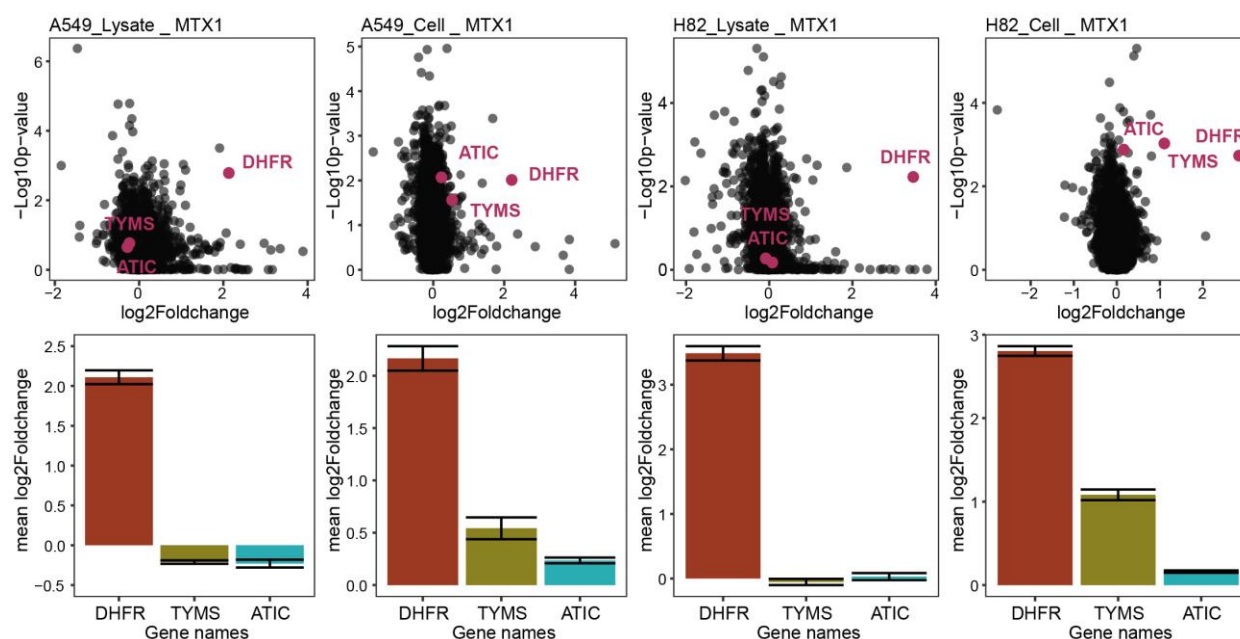 A549_Lysate _ MTX1
−Log10p-value
6
4
2
0
DHFR
TYMS
ATIC
−2
0
2
4
log2Foldchange
A549_Cell _ MTX1
−Log10p-value
5
4
3
2
1
0
ATIC
DHFR
TYMS
0
2
4
log2Foldchange
H82_Lysate _ MTX1
−Log10p-value
6
4
2
0
DHFR
TYMS
ATIC
−2
0
2
4
log2Foldchange
H82_Cell _ MTX1
−Log10p-value
5
4
3
2
1
0
ATIC
DHFR
TYMS
−2
−1
0
1
2
log2Foldchange
mean log2Foldchange
2.5
2.0
1.5
1.0
0.5
0.0
−0.5
DHFR TYMS ATIC
Gene names
mean log2Foldchange
2.0
1.5
1.0
0.5
0.0
DHFR TYMS ATIC
Gene names
mean log2Foldchange
3
2
1
0
DHFR TYMS ATIC
Gene names
mean log2Foldchange
3
2
1
0
DHFR TYMS ATIC
Gene names